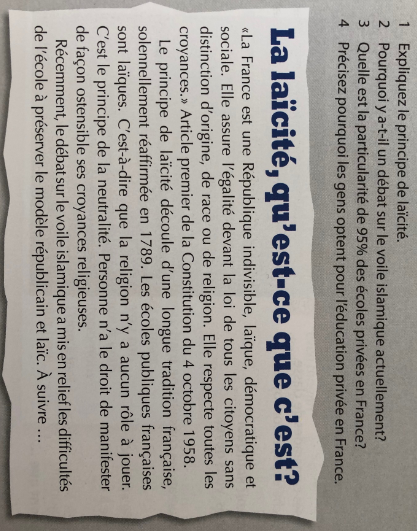 1 Expliquez le principe de laïcité.
2 Pourquoi y a-t-il un débat sur le voile islamique actuellement?
3 Quelle est la particularité de 95% des écoles privées en France?
4 Précisez pourquoi les gens optent pour l'éducation privée en France.
La laïcité, qu'est-ce que c'est?
«La France est une République indivisible, laïque, démocratique et
sociale. Elle assure l'égalité devant la loi de tous les citoyens sans
distinction d'origine, de race ou de religion. Elle respecte toutes les
croyances.» Article premier de la Constitution du 4 octobre 1958.
Le principe de laïcité découle d'une longue tradition française,
solennellement réaffirmée en 1789. Les écoles publiques françaises
sont laïques. C'est-à-dire que la religion n'y a aucun rôle à jouer.
C'est le principe de la neutralité. Personne n'a le droit de manifester
de façon ostensible ses croyances religieuses.
Récemment, le débat sur le voile islamique a mis en relief les difficultés
de l'école à préserver le modèle républicain et laïc. À suivre ...